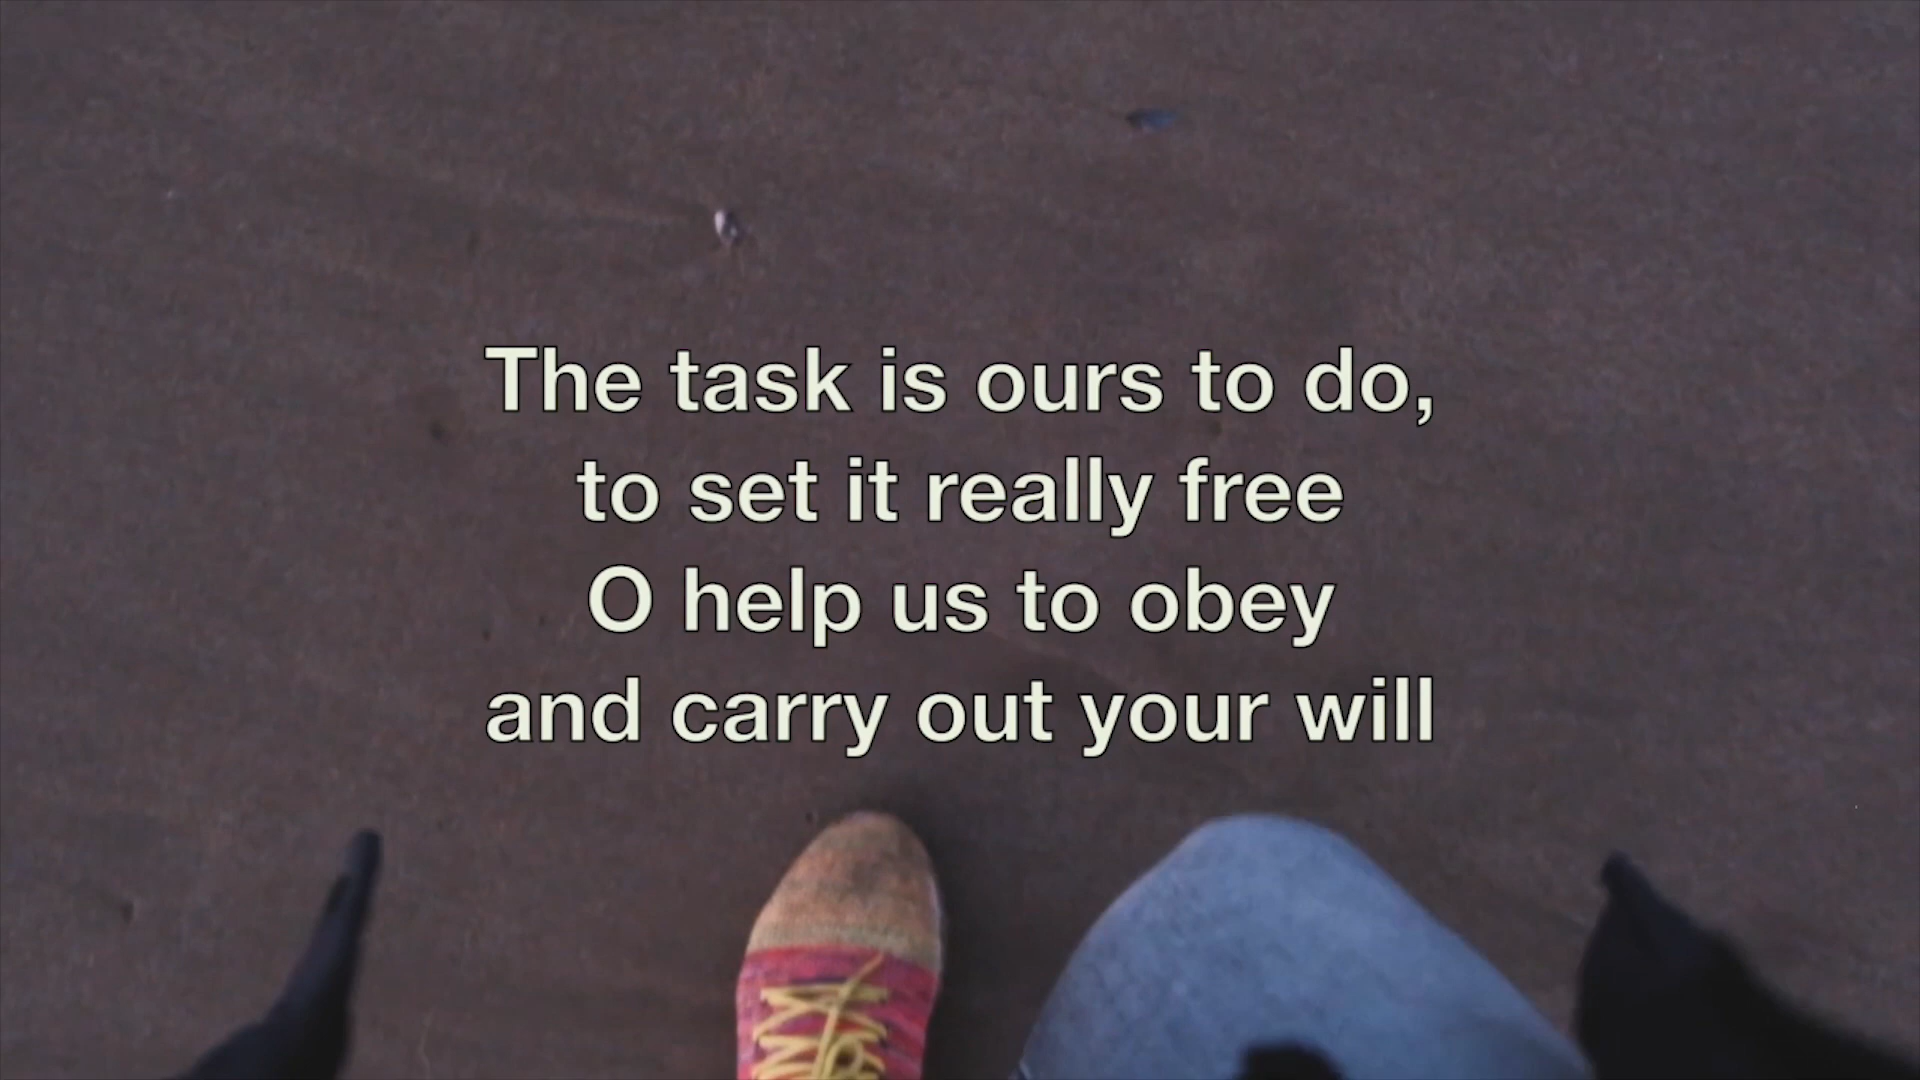 The task is ours to do,
to set it really free
O help us to obey
and carry out your will